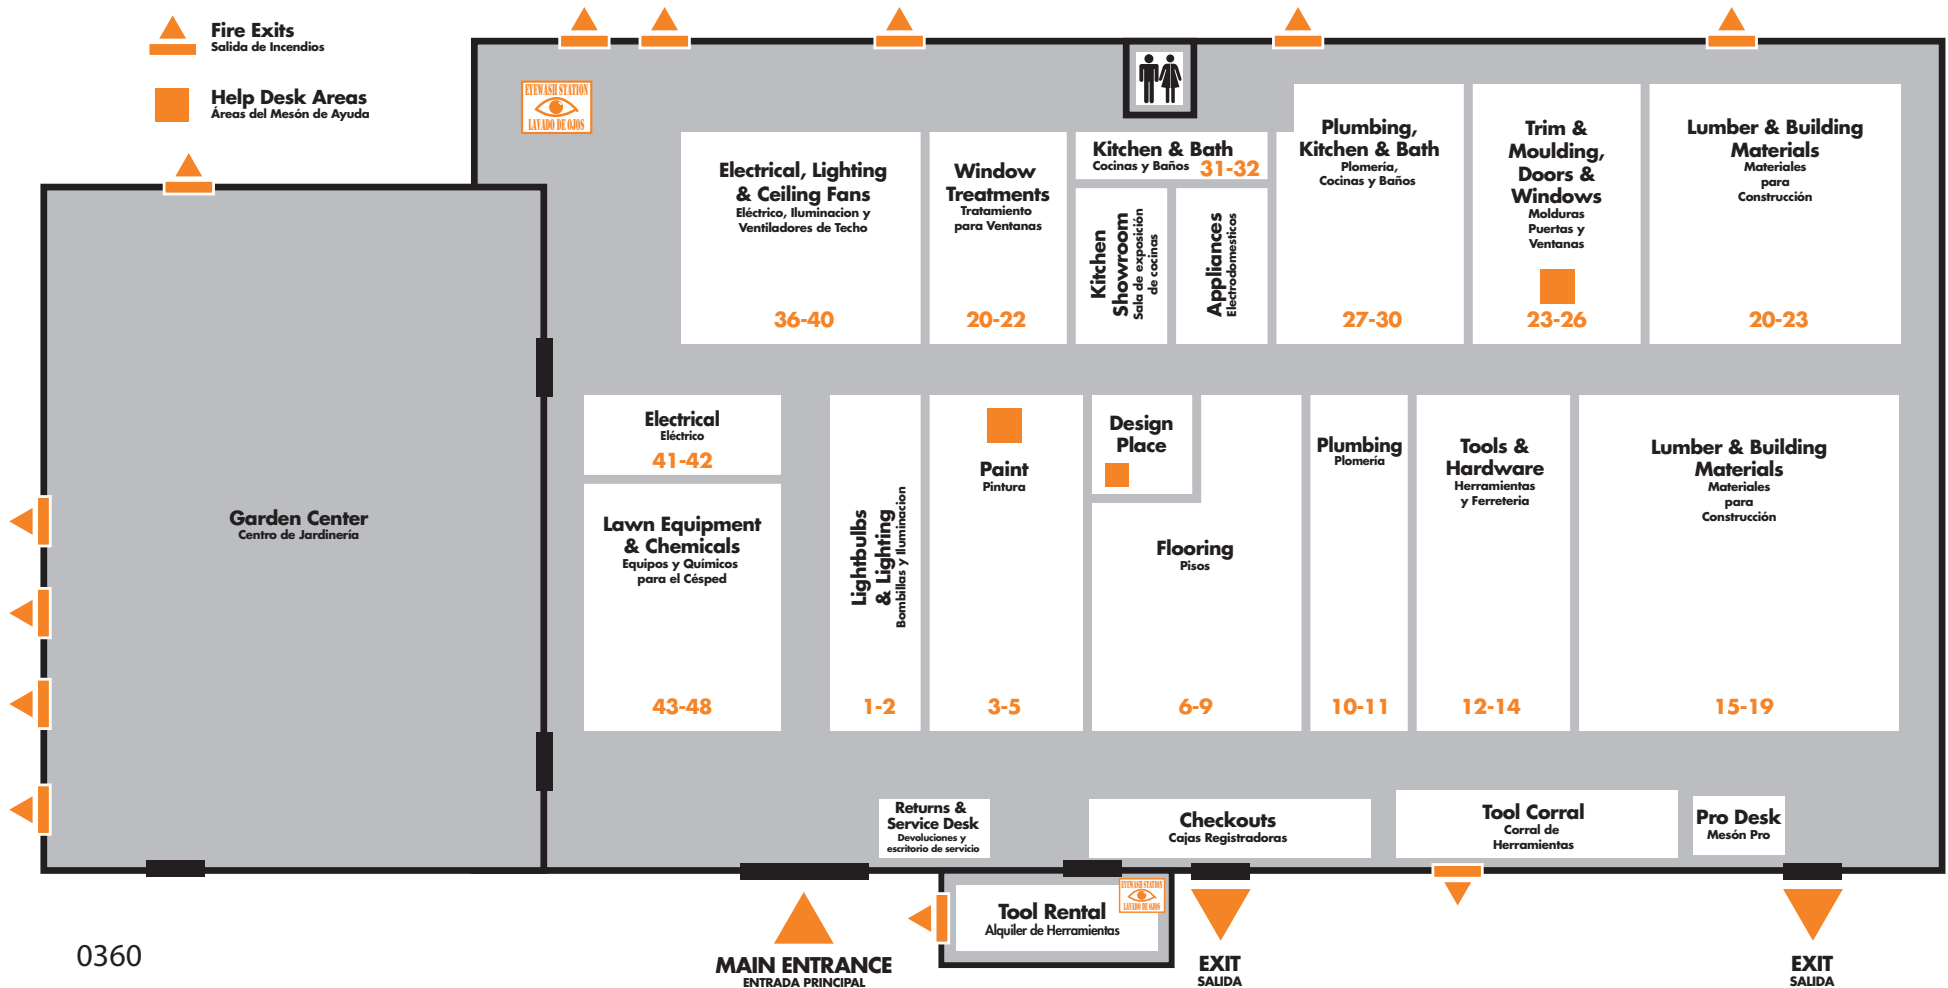 Fire Exits
Salida de Incendios
Help Desk Areas
Áreas del Mesón de Ayuda
EYEWASH STATION
LAVADO DE OJOS
Electrical, Lighting
& Ceiling Fans
Eléctrico, Iluminacion y
Ventiladores de Techo
36-40
Window
Treatments
Tratamiento
para Ventanas
20-22
Kitchen & Bath
Cocinas y Baños 31-32
Kitchen
Showroom
Sala de exposición
de cocinas
Appliances
Electrodomesticos
Plumbing,
Kitchen & Bath
Plomería,
Cocinas y Baños
27-30
Trim &
Moulding,
Doors &
Windows
Molduras
Puertas y
Ventanas
23-26
Lumber & Building
Materials
Materiales
para
Construcción
20-23
Garden Center
Centro de Jardinería
Electrical
Eléctrico
41-42
Lawn Equipment
& Chemicals
Equipos y Químicos
para el Césped
43-48
Lightbulbs
& Lighting
Bombillas y Iluminacion
1-2
Paint
Pintura
3-5
Design
Place
Flooring
Pisos
6-9
Plumbing
Plomería
10-11
Tools &
Hardware
Herramientas
y Ferreteria
12-14
Lumber & Building
Materials
Materiales
para
Construcción
15-19
Returns &
Service Desk
Devoluciones y
escritorio de servicio
Checkouts
Cajas Registradoras
Tool Corral
Corral de
Herramientas
Pro Desk
Mesón Pro
EYEWASH STATION
LAVADO DE OJOS
Tool Rental
Alquiler de Herramientas
MAIN ENTRANCE
ENTRADA PRINCIPAL
EXIT
SALIDA
EXIT
SALIDA
0360